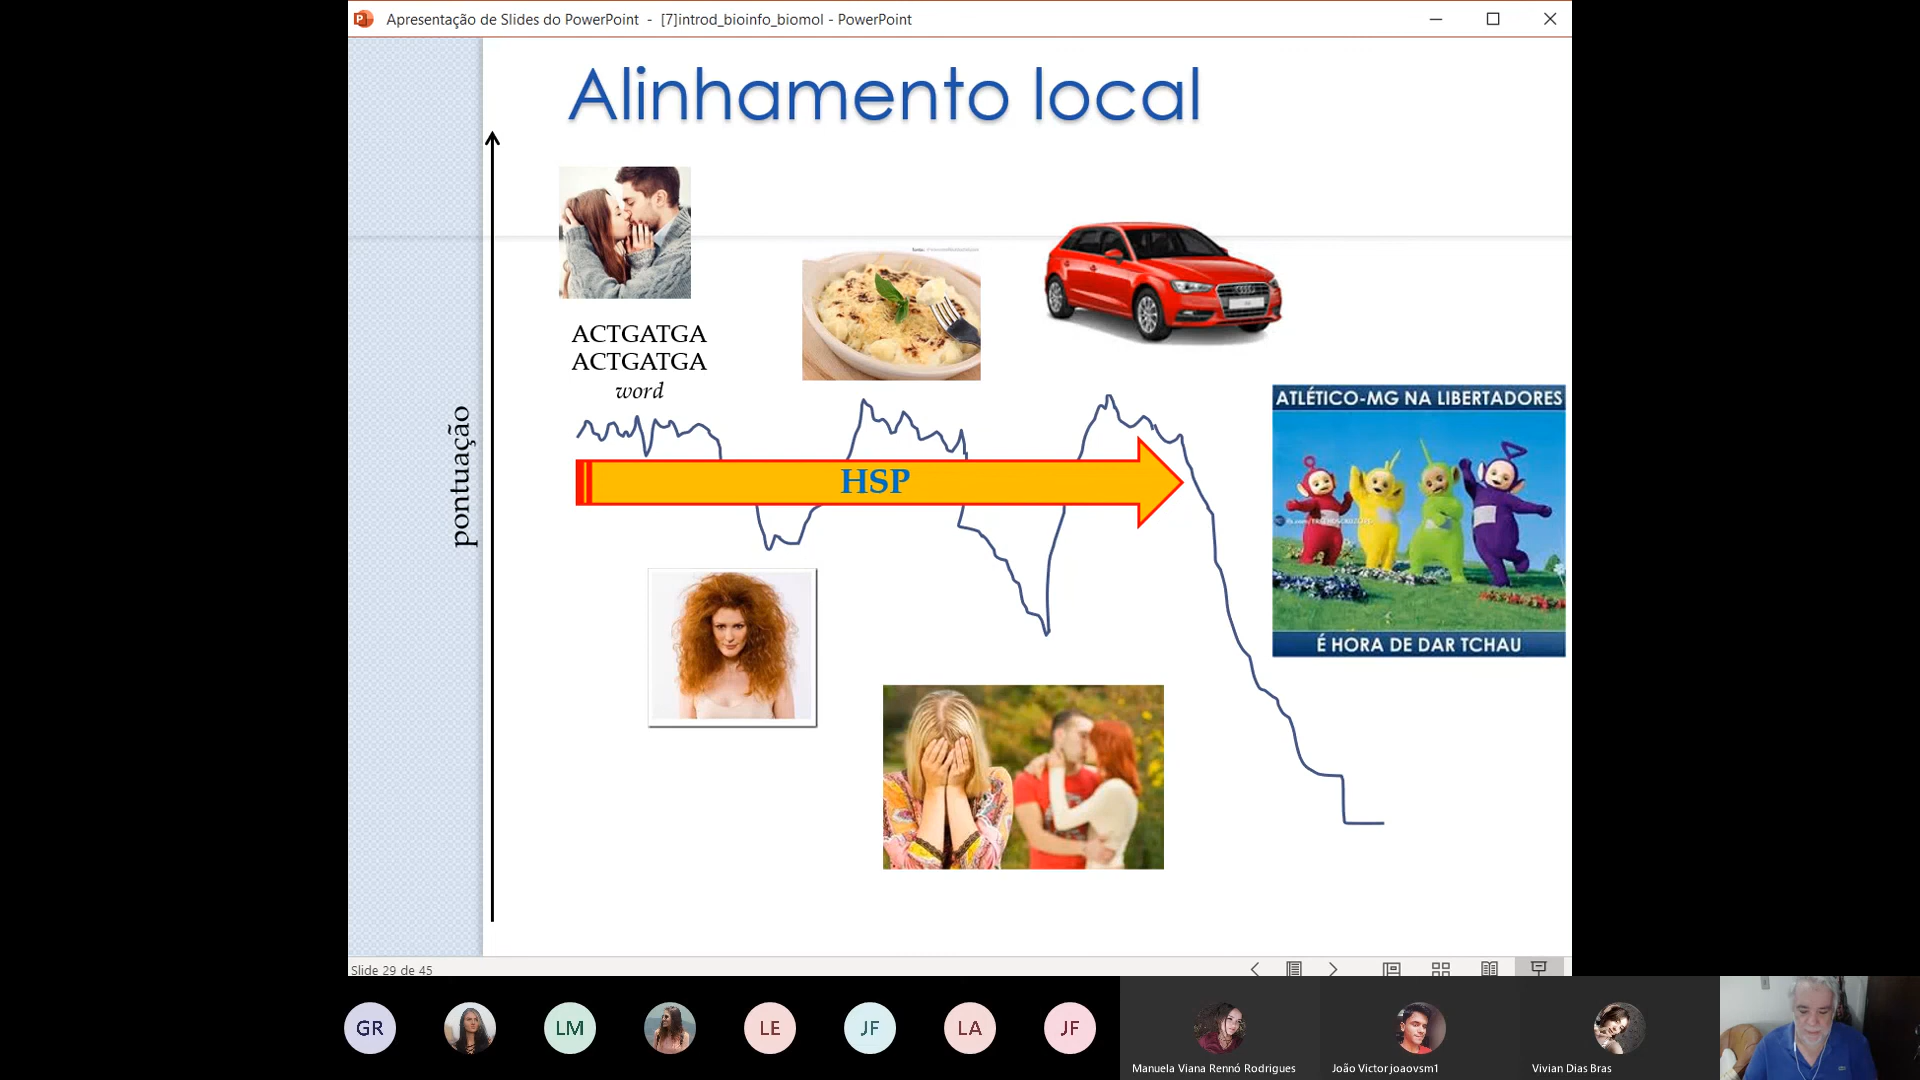 Apresentação de Slides do PowerPoint - [7]introd_bioinfo_biomol - PowerPoint
Alinhamento local
ACTGATGA
ACTGATGA
word
pontuação
HSP
ATLÉTICO-MG NA LIBERTADORES
É HORA DE DAR TCHAU
Slide 29 de 45
GR
LM
LE
JF
LA
JF
Manuela Viana Rennó Rodrigues
João Victor joaovsm1
Vivian Dias Bras